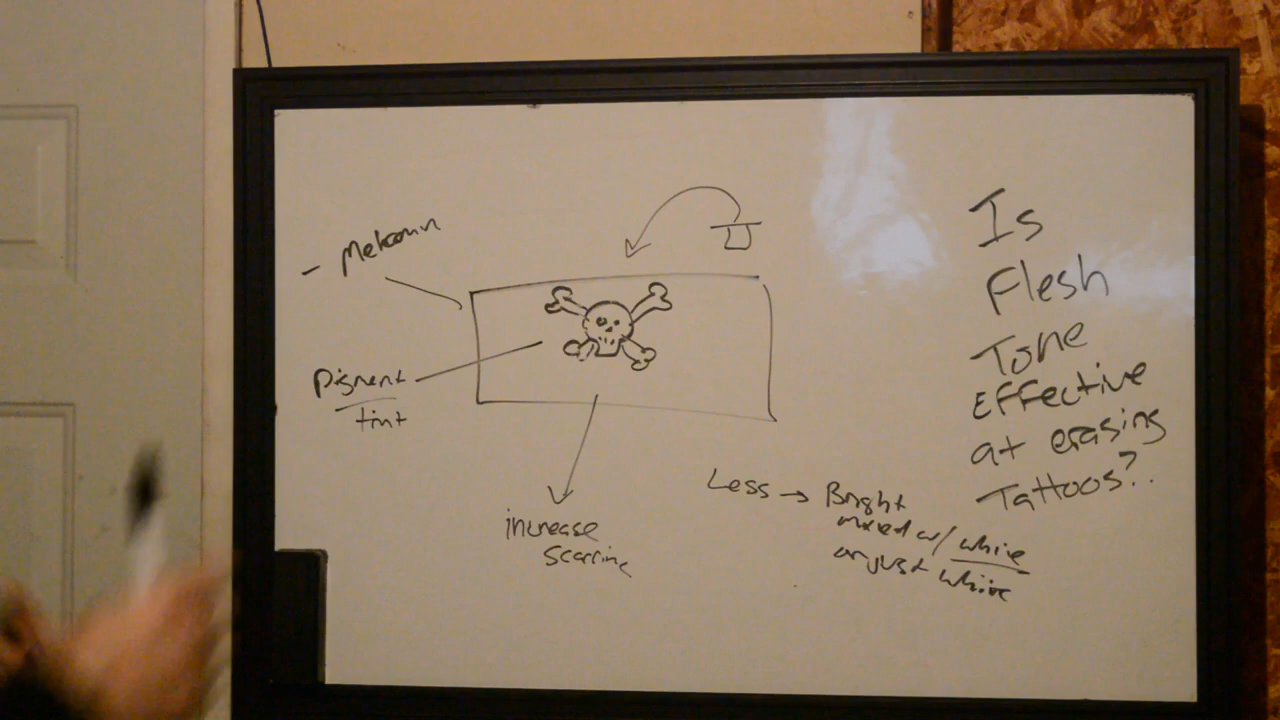 - Melanin
Pigment
tint
increase
scarring
Less → Bright
mixed w/ white
or just white
Is
Flesh
Tone
Effective
at erasing
Tattoos?